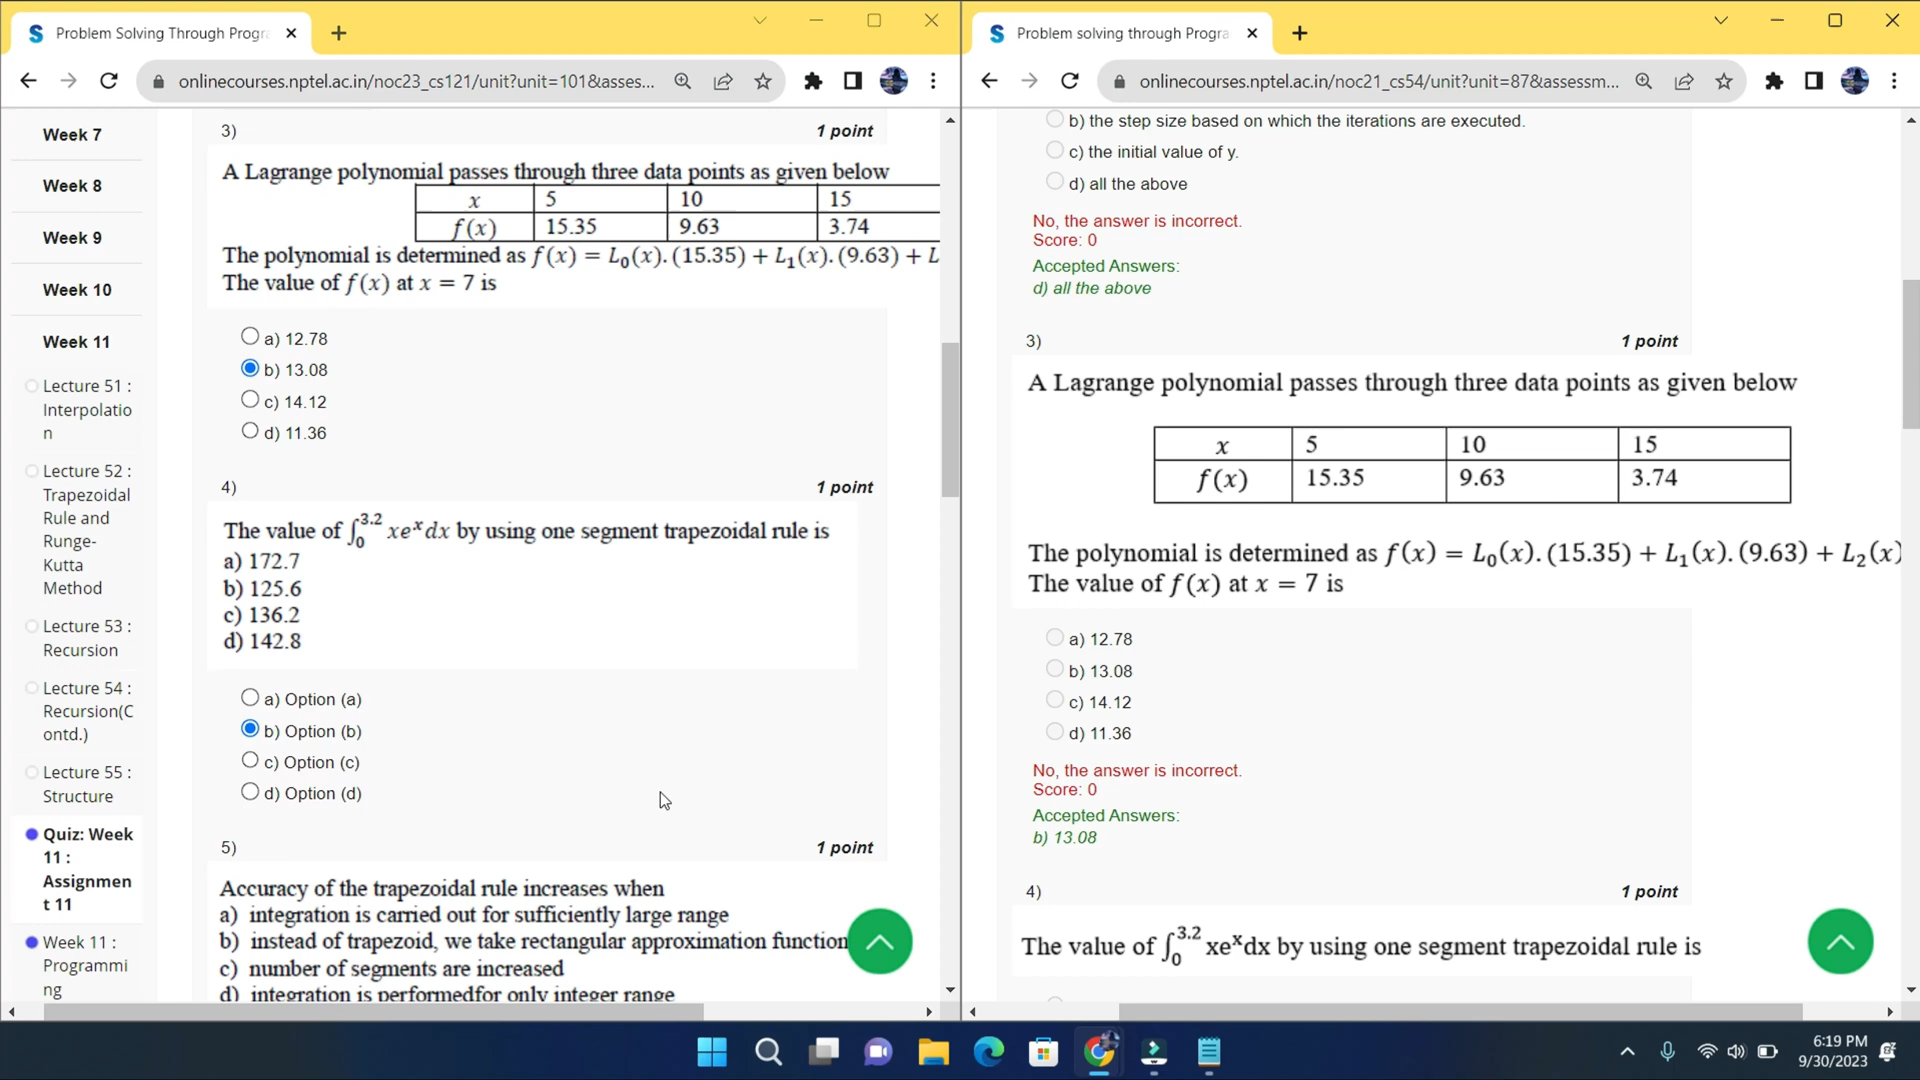 Problem Solving Through Progra
onlinecourses.nptel.ac.in/noc23_cs121/unit?unit=101&asses...
Week 7
Week 8
Week 9
Week 10
Week 11
Lecture 51 :
Interpolatio
n
Lecture 52 :
Trapezoidal
Rule and
Runge-
Kutta
Method
Lecture 53 :
Recursion
Lecture 54 :
Recursion(C
ontd.)
Lecture 55 :
Structure
Quiz: Week
11 :
Assignmen
t 11
Week 11 :
Programmi
ng
3) 1 point
A Lagrange polynomial passes through three data points as given below
x 5 10 15
f(x) 15.35 9.63 3.74
The polynomial is determined as f(x) = L₀(x).(15.35) + L₁(x).(9.63) + L
The value of f(x) at x = 7 is
a) 12.78
b) 13.08
c) 14.12
d) 11.36
4) 1 point
The value of ∫₀^3.2 xe^x dx by using one segment trapezoidal rule is
a) 172.7
b) 125.6
c) 136.2
d) 142.8
a) Option (a)
b) Option (b)
c) Option (c)
d) Option (d)
5) 1 point
Accuracy of the trapezoidal rule increases when
a) integration is carried out for sufficiently large range
b) instead of trapezoid, we take rectangular approximation function
c) number of segments are increased
d) integration is performedfor only integer range
Problem solving through Progra
onlinecourses.nptel.ac.in/noc21_cs54/unit?unit=87&assessm...
b) the step size based on which the iterations are executed.
c) the initial value of y.
d) all the above
No, the answer is incorrect.
Score: 0
Accepted Answers:
d) all the above
3) 1 point
A Lagrange polynomial passes through three data points as given below
x 5 10 15
f(x) 15.35 9.63 3.74
The polynomial is determined as f(x) = L₀(x).(15.35) + L₁(x).(9.63) + L₂(x)
The value of f(x) at x = 7 is
a) 12.78
b) 13.08
c) 14.12
d) 11.36
No, the answer is incorrect.
Score: 0
Accepted Answers:
b) 13.08
4) 1 point
The value of ∫₀^3.2 xe^x dx by using one segment trapezoidal rule is
6:19 PM
9/30/2023